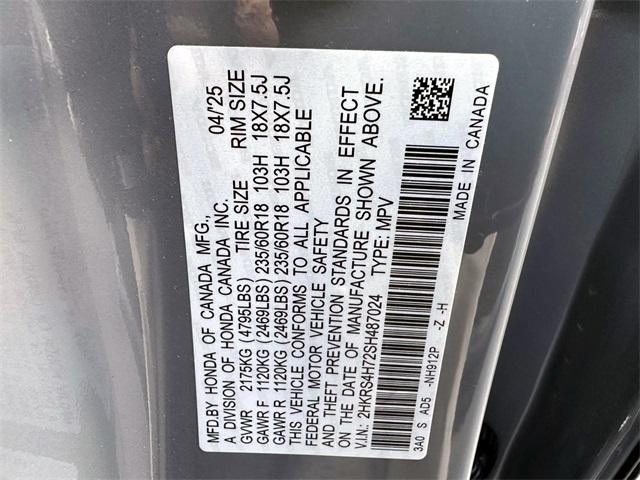 MFD.BY HONDA OF CANADA MFG., 04/'25
A DIVISION OF HONDA CANADA INC.
GVWR 2175KG (4795LBS) TIRE SIZE RIM SIZE
GAWR F 1120KG (2469LBS) 235/60R18 103H 18X7.5J
GAWR R 1120KG (2469LBS) 235/60R18 103H 18X7.5J
THIS VEHICLE CONFORMS TO ALL APPLICABLE
FEDERAL MOTOR VEHICLE SAFETY
AND THEFT PREVENTION STANDARDS IN EFFECT
ON THE DATE OF MANUFACTURE SHOWN ABOVE.
V.I.N.: 2HKRS4H72SH487024 TYPE: MPV
3A0 S AD5 -NH912P -Z -H
MADE IN CANADA